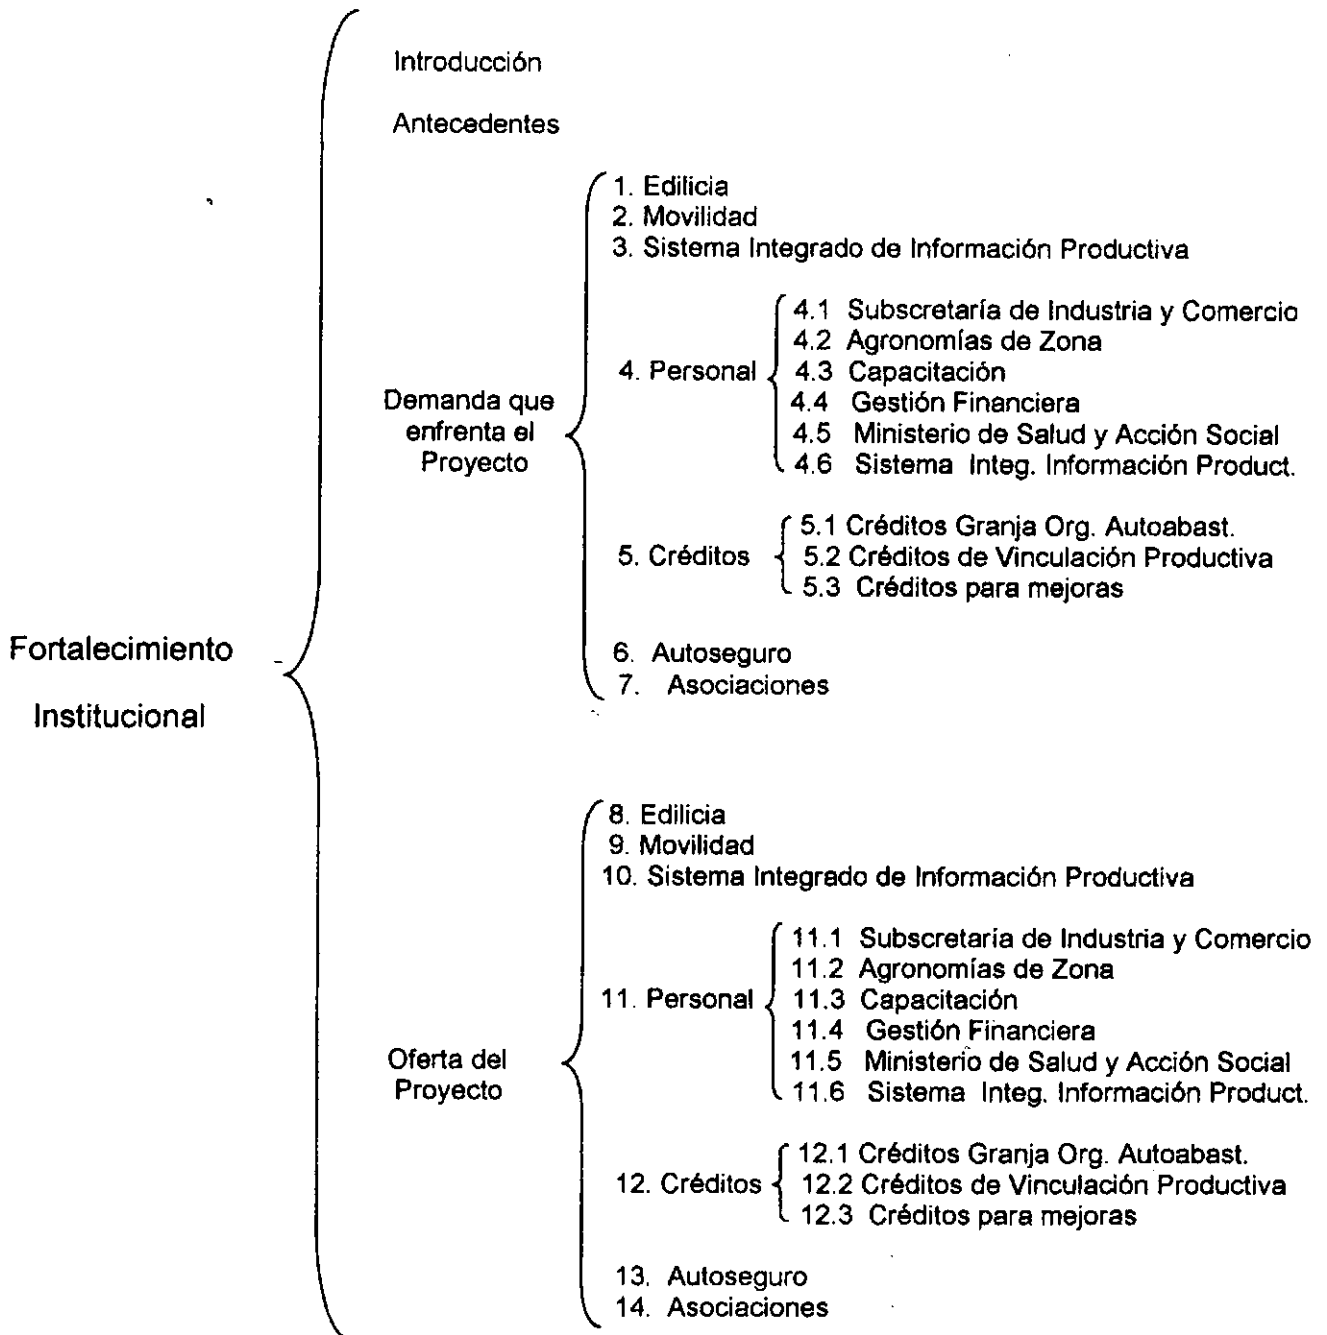 Introducción
Antecedentes
1. Edilicia
2. Movilidad
3. Sistema Integrado de Información Productiva
4.1 Subscretaría de Industria y Comercio
4.2 Agronomías de Zona
4. Personal
4.3 Capacitación
4.4 Gestión Financiera
4.5 Ministerio de Salud y Acción Social
4.6 Sistema Integ. Información Product.
Demanda que
enfrenta el
Proyecto
5.1 Créditos Granja Org. Autoabast.
5. Créditos
5.2 Créditos de Vinculación Productiva
5.3 Créditos para mejoras
6. Autoseguro
7. Asociaciones
Fortalecimiento
Institucional
8. Edilicia
9. Movilidad
10. Sistema Integrado de Información Productiva
11.1 Subscretaría de Industria y Comercio
11.2 Agronomías de Zona
11. Personal
11.3 Capacitación
11.4 Gestión Financiera
11.5 Ministerio de Salud y Acción Social
11.6 Sistema Integ. Información Product.
Oferta del
Proyecto
12.1 Créditos Granja Org. Autoabast.
12. Créditos
12.2 Créditos de Vinculación Productiva
12.3 Créditos para mejoras
13. Autoseguro
14. Asociaciones